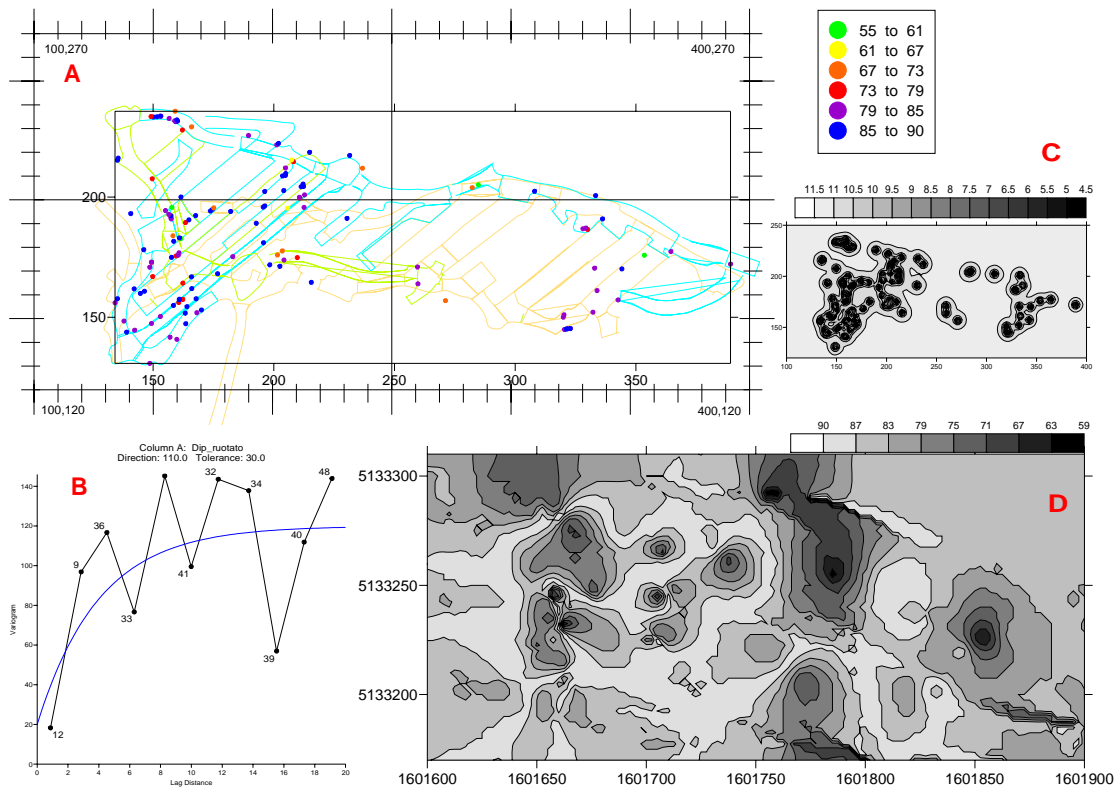 100,270
400,270
A
200
150
150
200
250
300
350
100,120
400,120
55 to 61
61 to 67
67 to 73
73 to 79
79 to 85
85 to 90
C
11.5 11 10.5 10 9.5 9 8.5 8 7.5 7 6.5 6 5.5 5 4.5
250
200
150
100 150 200 250 300 350 400
Column A: Dip_ruotato
Direction: 110.0 Tolerance: 30.0
B
140
120
100
80
60
40
20
0
Variogram
12
9
36
33
41
32
34
39
40
48
0 2 4 6 8 10 12 14 16 18 20
Lag Distance
90 87 83 79 75 71 67 63 59
D
5133300
5133250
5133200
1601600 1601650 1601700 1601750 1601800 1601850 1601900